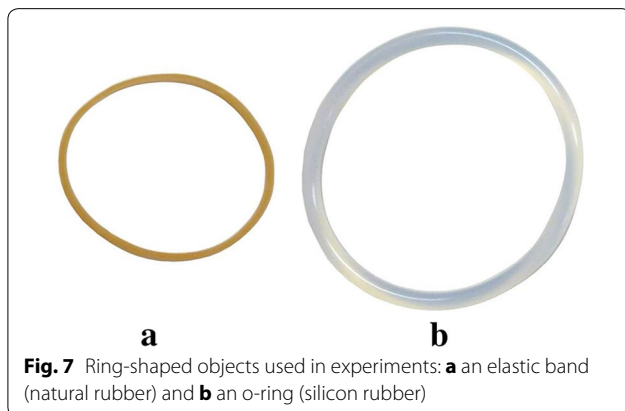 a b
Fig. 7 Ring-shaped objects used in experiments: a an elastic band
(natural rubber) and b an o-ring (silicon rubber)